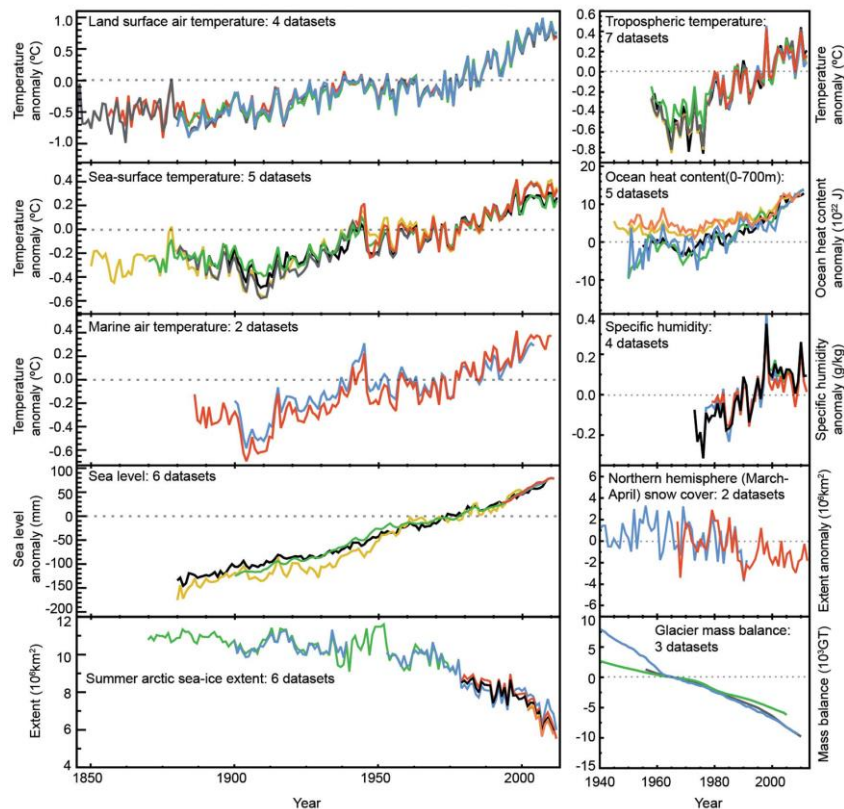 Land surface air temperature: 4 datasets
1.0
0.5
0.0
-0.5
-1.0
Temperature
anomaly (ºC)
Sea-surface temperature: 5 datasets
0.4
0.2
0.0
-0.2
-0.4
-0.6
Temperature
anomaly (ºC)
Marine air temperature: 2 datasets
0.4
0.2
0.0
-0.2
-0.4
-0.6
Temperature
anomaly (ºC)
Sea level: 6 datasets
100
50
0
-50
-100
-150
-200
Sea level
anomaly (mm)
12
10
8
6
4
Extent (10⁶km²)
Summer arctic sea-ice extent: 6 datasets
1850
1900
1950
2000
Year
Tropospheric temperature:
7 datasets
0.6
0.4
0.2
0.0
-0.2
-0.4
-0.6
-0.8
Temperature
anomaly (ºC)
Ocean heat content(0-700m):
5 datasets
20
10
0
-10
Ocean heat content
anomaly (10²² J)
Specific humidity:
4 datasets
0.4
0.2
0.0
-0.2
Specific humidity
anomaly (g/kg)
Northern hemisphere (March-
April) snow cover: 2 datasets
6
4
2
0
-2
-4
-6
Extent anomaly (10⁶km²)
Glacier mass balance:
3 datasets
10
5
0
-5
-10
-15
Mass balance (10³GT)
1940
1960
1980
2000
Year